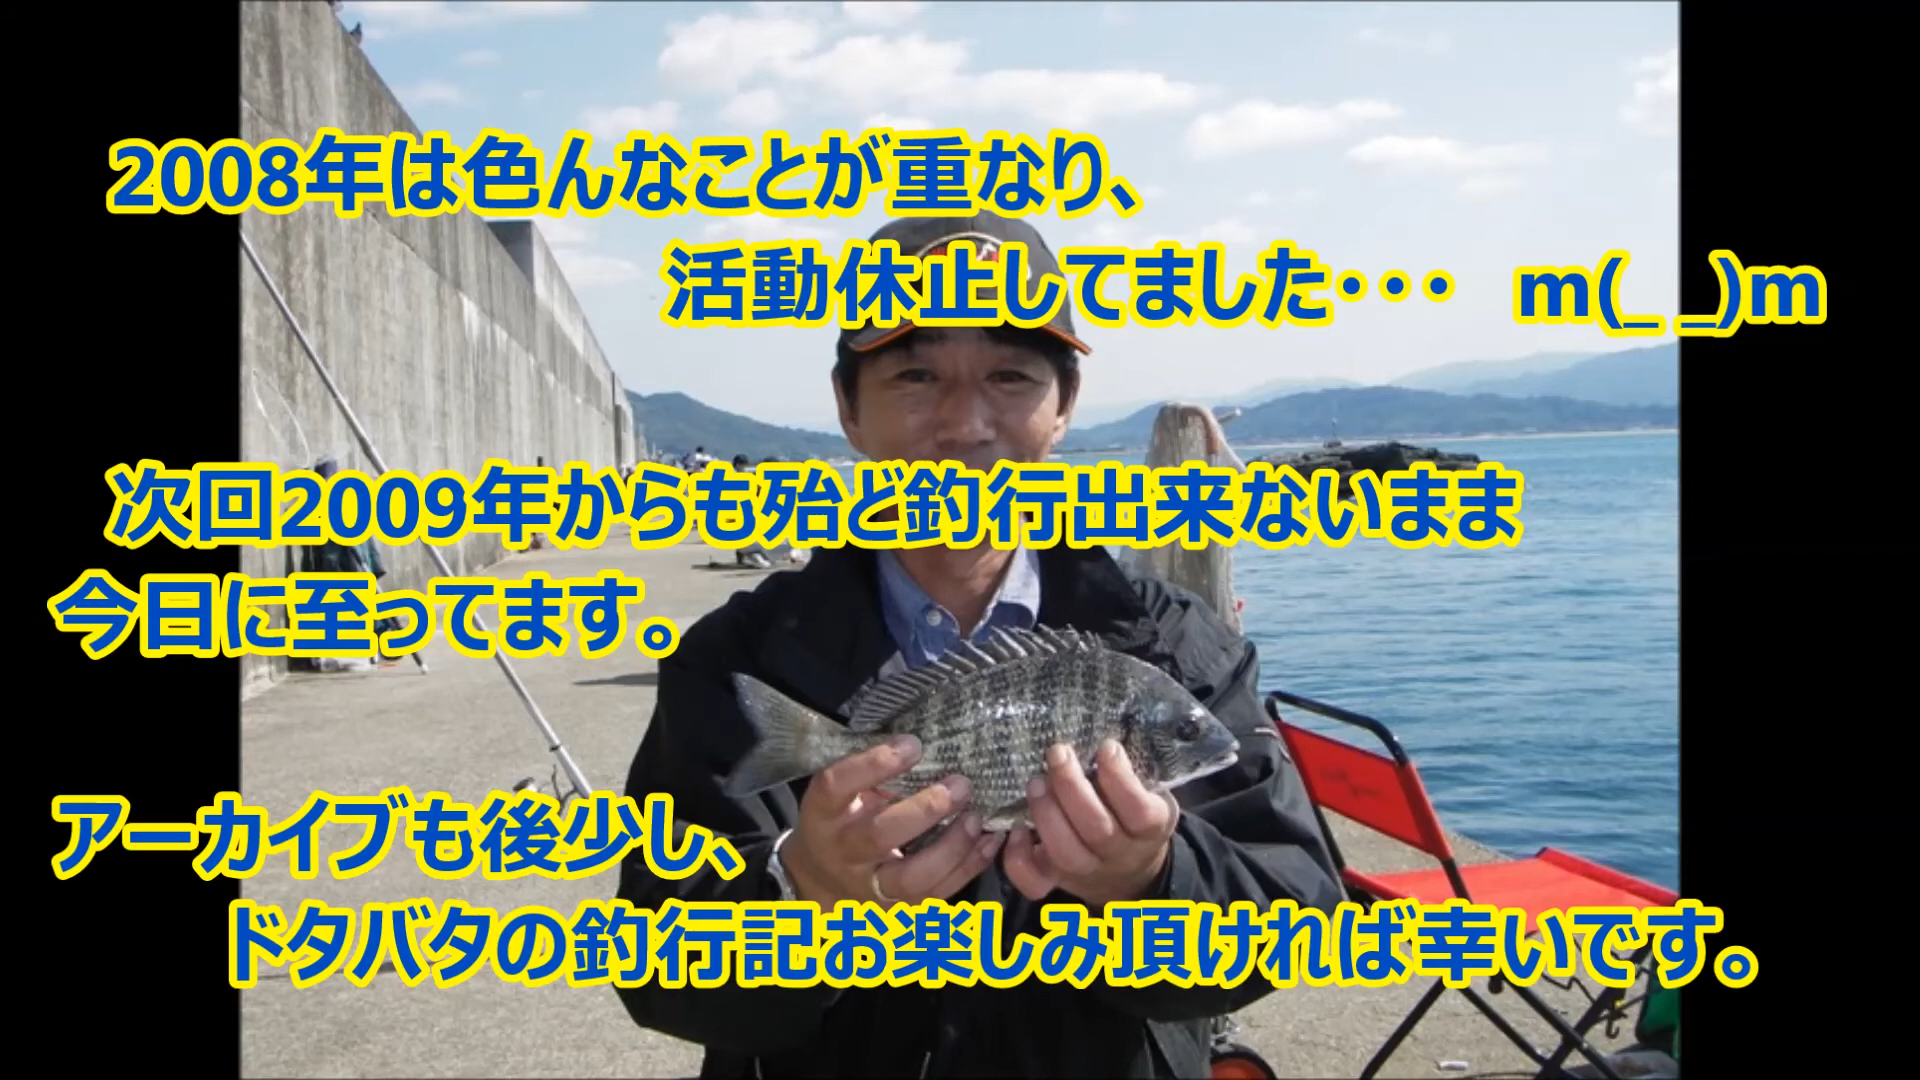 2008年は色んなことが重なり、
活動休止してました・・・　m(_ _)m
次回2009年からも殆ど釣行出来ないまま
今日に至ってます。
アーカイブも後少し、
ドタバタの釣行記お楽しみ頂ければ幸いです。